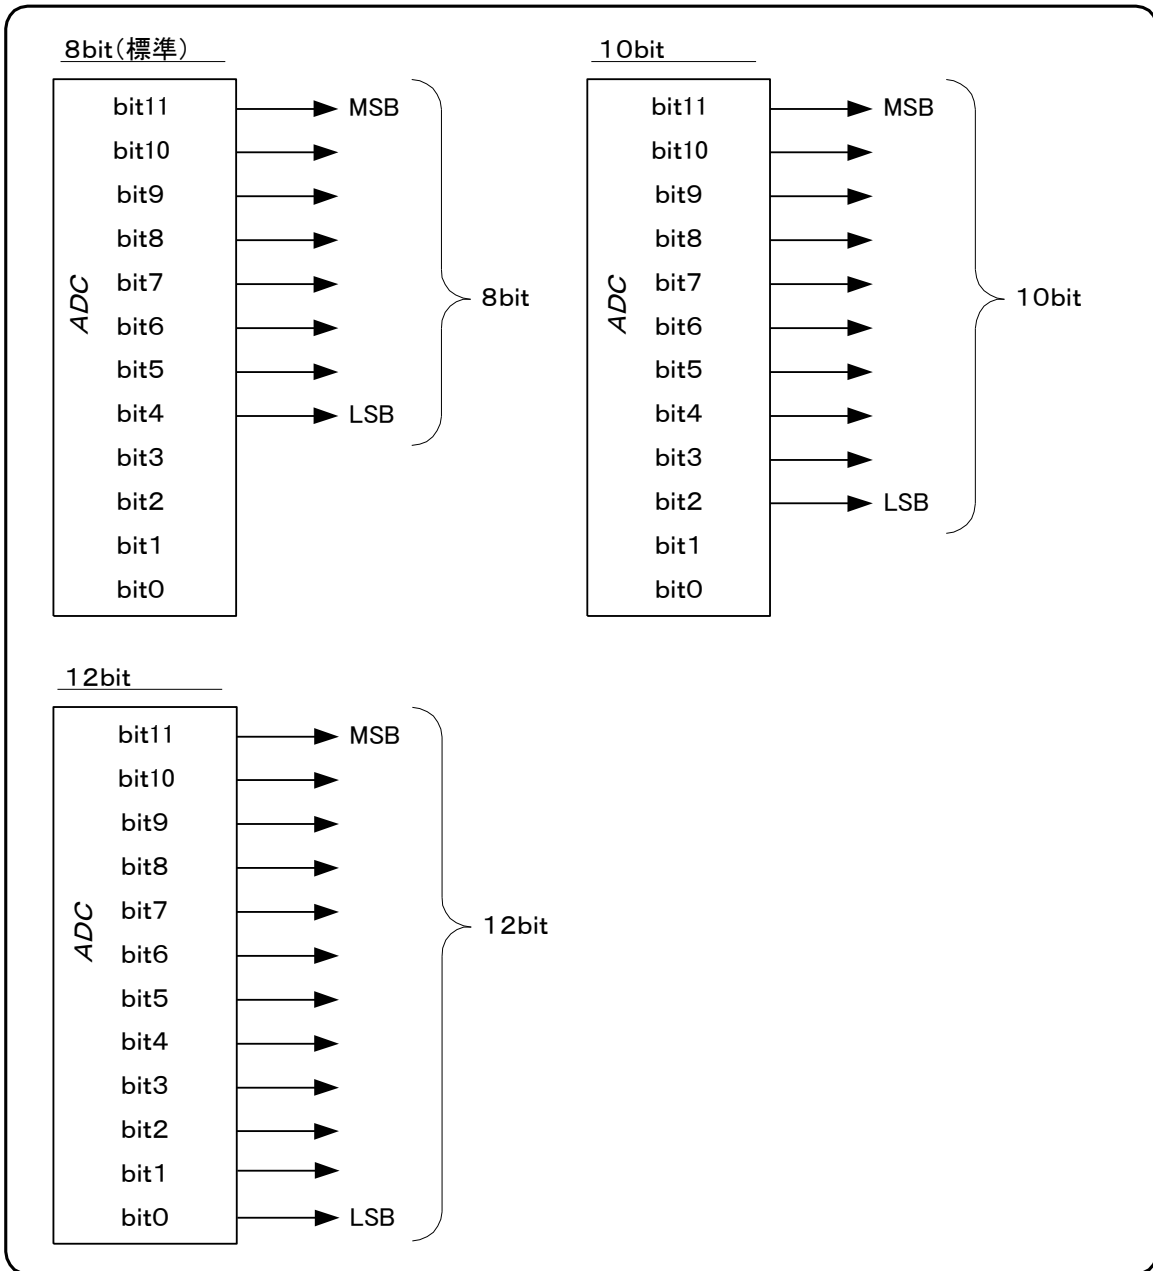 8bit(標準)
bit11
MSB
bit10
bit9
bit8
bit7
ADC
8bit
bit6
bit5
bit4
LSB
bit3
bit2
bit1
bit0
10bit
bit11
MSB
bit10
bit9
bit8
bit7
ADC
10bit
bit6
bit5
bit4
bit3
bit2
LSB
bit1
bit0
12bit
bit11
MSB
bit10
bit9
bit8
bit7
ADC
12bit
bit6
bit5
bit4
bit3
bit2
bit1
bit0
LSB